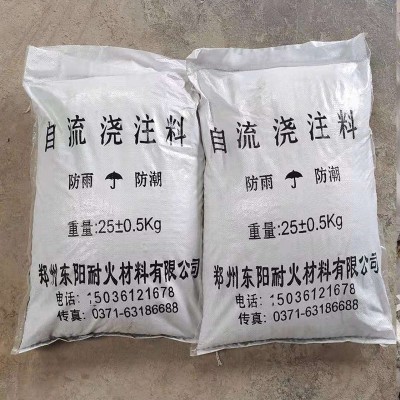 自流浇注料
防雨 防潮
重量:25±0.5Kg
郑州东阳耐火材料有限公司
电话: 15036121678
传真: 0371-63186688
自流浇注料
防雨 防潮
重量:25±0.5Kg
郑州东阳耐火材料有限公司
电话: 15036121678
传真: 0371-63186688